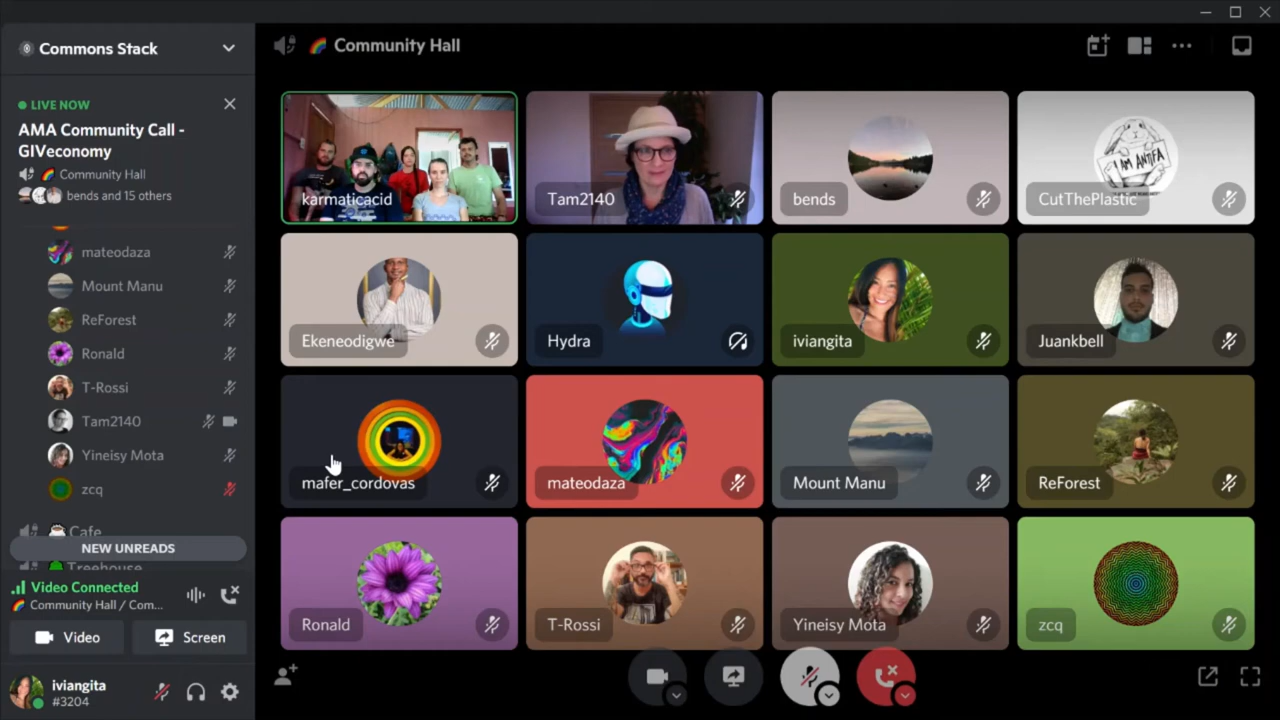 Commons Stack
LIVE NOW
AMA Community Call -
GIVeconomy
Community Hall
bends and 15 others
mateodaza
Mount Manu
ReForest
Ronald
T-Rossi
Tam2140
Yineisy Mota
zcq
Cafe
NEW UNREADS
Treehouse
Video Connected
Community Hall / Com...
Video
Screen
iviangita
#3204
Community Hall
karmaticacid
Tam2140
bends
I AM ANTIFA
CutThePlastic
Ekeneodigwe
Hydra
iviangita
Juankbell
mafer_cordovas
mateodaza
Mount Manu
ReForest
Ronald
T-Rossi
Yineisy Mota
zcq